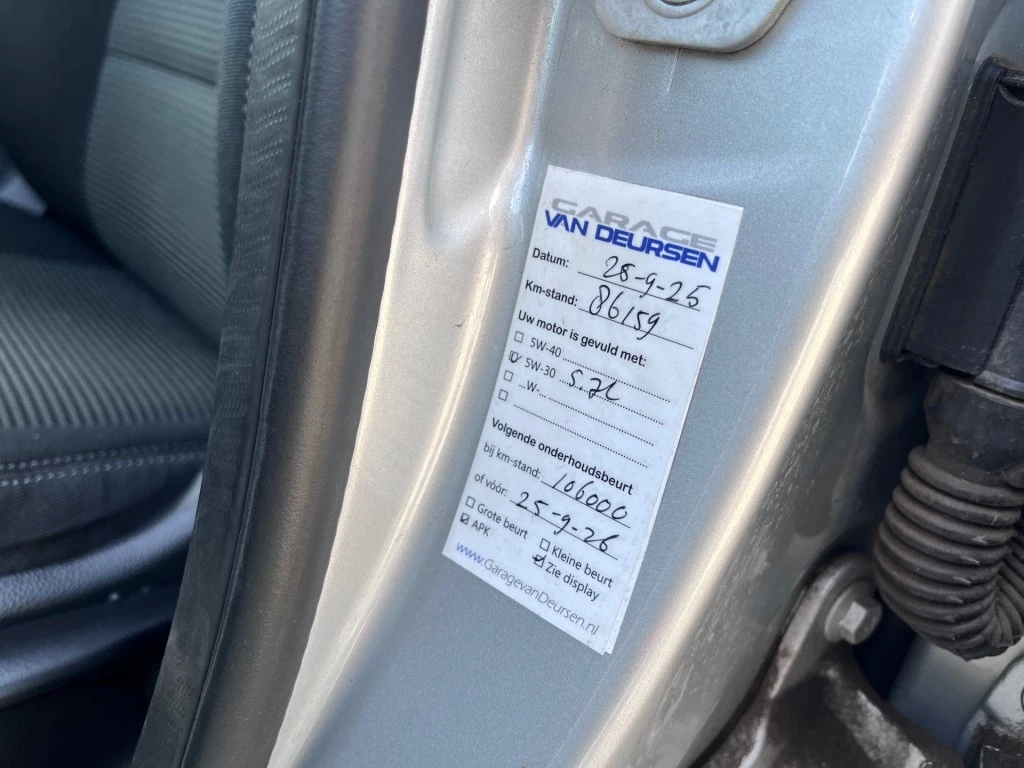 GARAGE
VAN DEURSEN
Datum: 25-9-25
Km-stand: 86159
Uw motor is gevuld met:
5W-40
5W-30 5.7L
...W-...
Volgende onderhoudsbeurt
bij km-stand: 106000
of vóór: 25-9-26
Grote beurt Kleine beurt
APK Zie display
www.GaragevanDeursen.nl